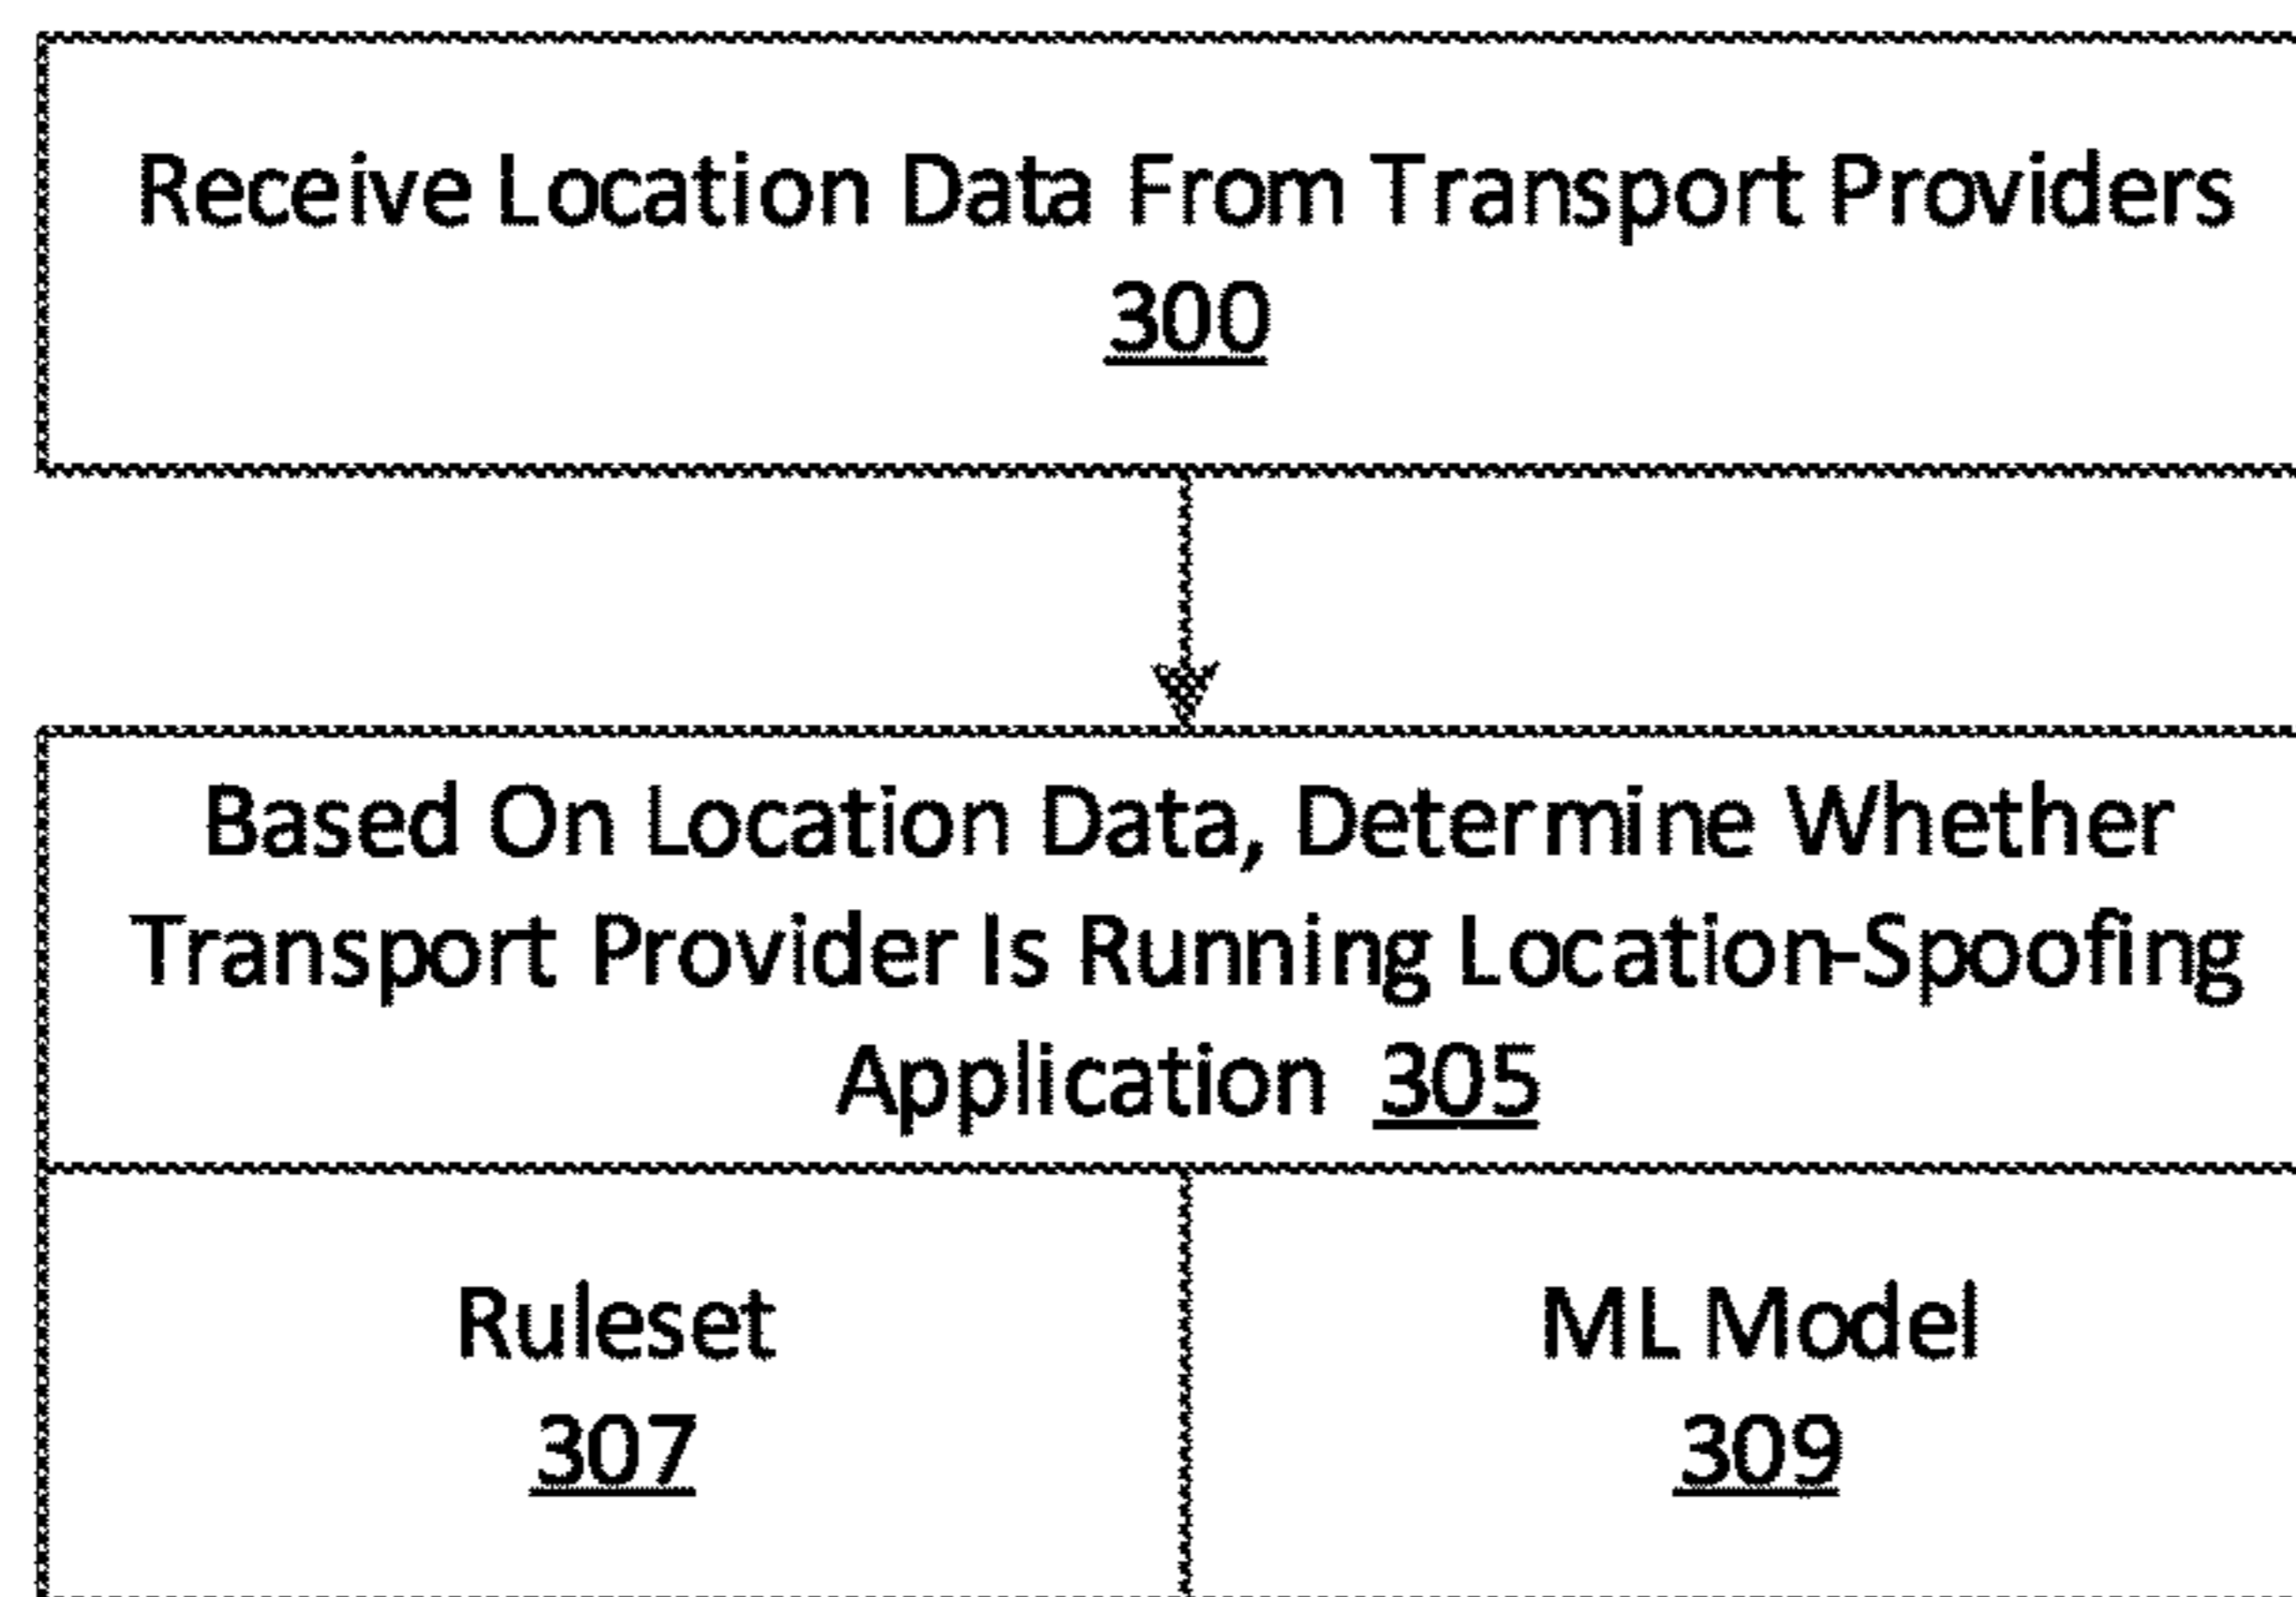 Receive Location Data From Transport Providers
300
Based On Location Data, Determine Whether
Transport Provider Is Running Location-Spoofing
Application 305
Ruleset
307
ML Model
309